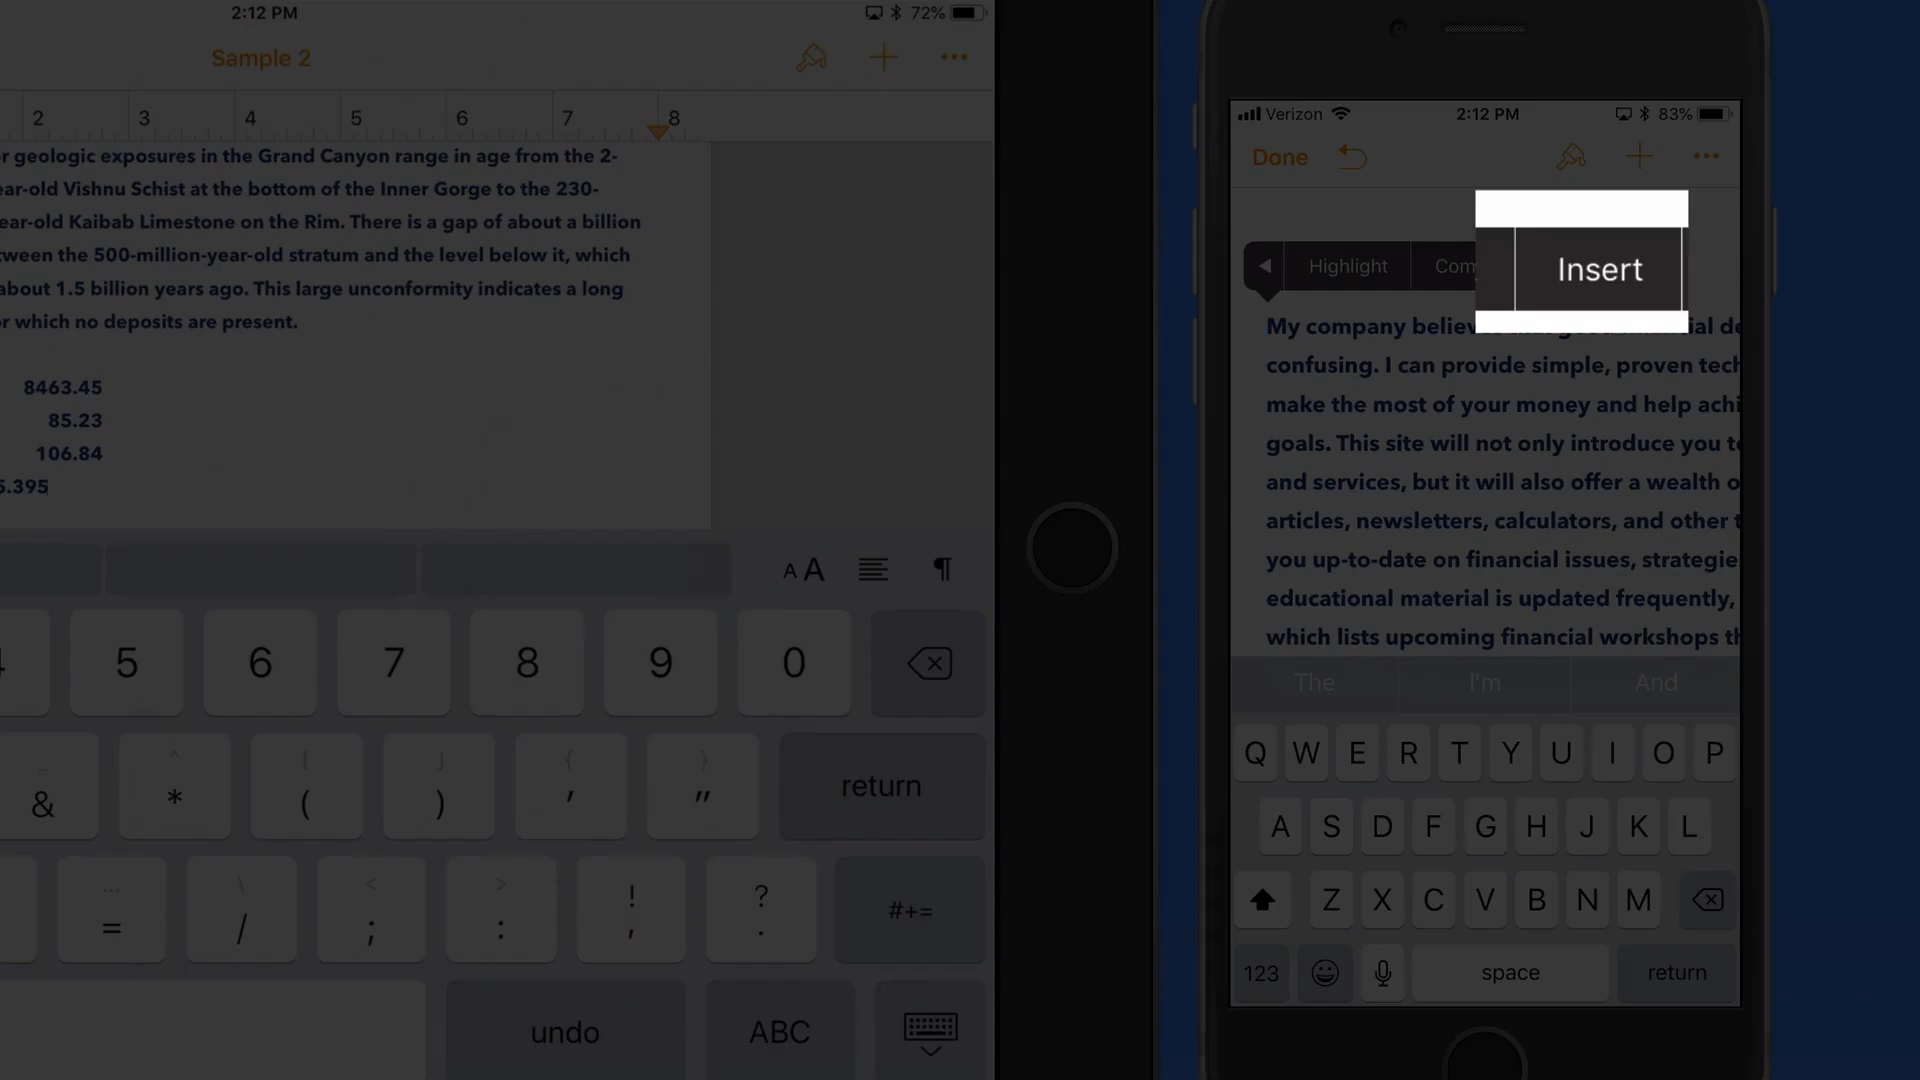 2:12 PM
72%
Sample 2
2 3 4 5 6 7 8
r geologic exposures in the Grand Canyon range in age from the 2-
ear-old Vishnu Schist at the bottom of the Inner Gorge to the 230-
ear-old Kaibab Limestone on the Rim. There is a gap of about a billion
ween the 500-million-year-old stratum and the level below it, which
about 1.5 billion years ago. This large unconformity indicates a long
or which no deposits are present.
8463.45
85.23
106.84
5.395
A A ¶
4 5 6 7 8 9 0
& * ^ ( [ ) ] ' { " }
return
= … / \ ; < : > ! , ? .
#+=
undo
ABC
Verizon
2:12 PM
83%
Done
Highlight
Com
Insert
My company believ ial de
confusing. I can provide simple, proven tech
make the most of your money and help achi
goals. This site will not only introduce you to
and services, but it will also offer a wealth o
articles, newsletters, calculators, and other t
you up-to-date on financial issues, strategie
educational material is updated frequently,
which lists upcoming financial workshops th
The I'm And
Q W E R T Y U I O P
A S D F G H J K L
Z X C V B N M
123
space
return